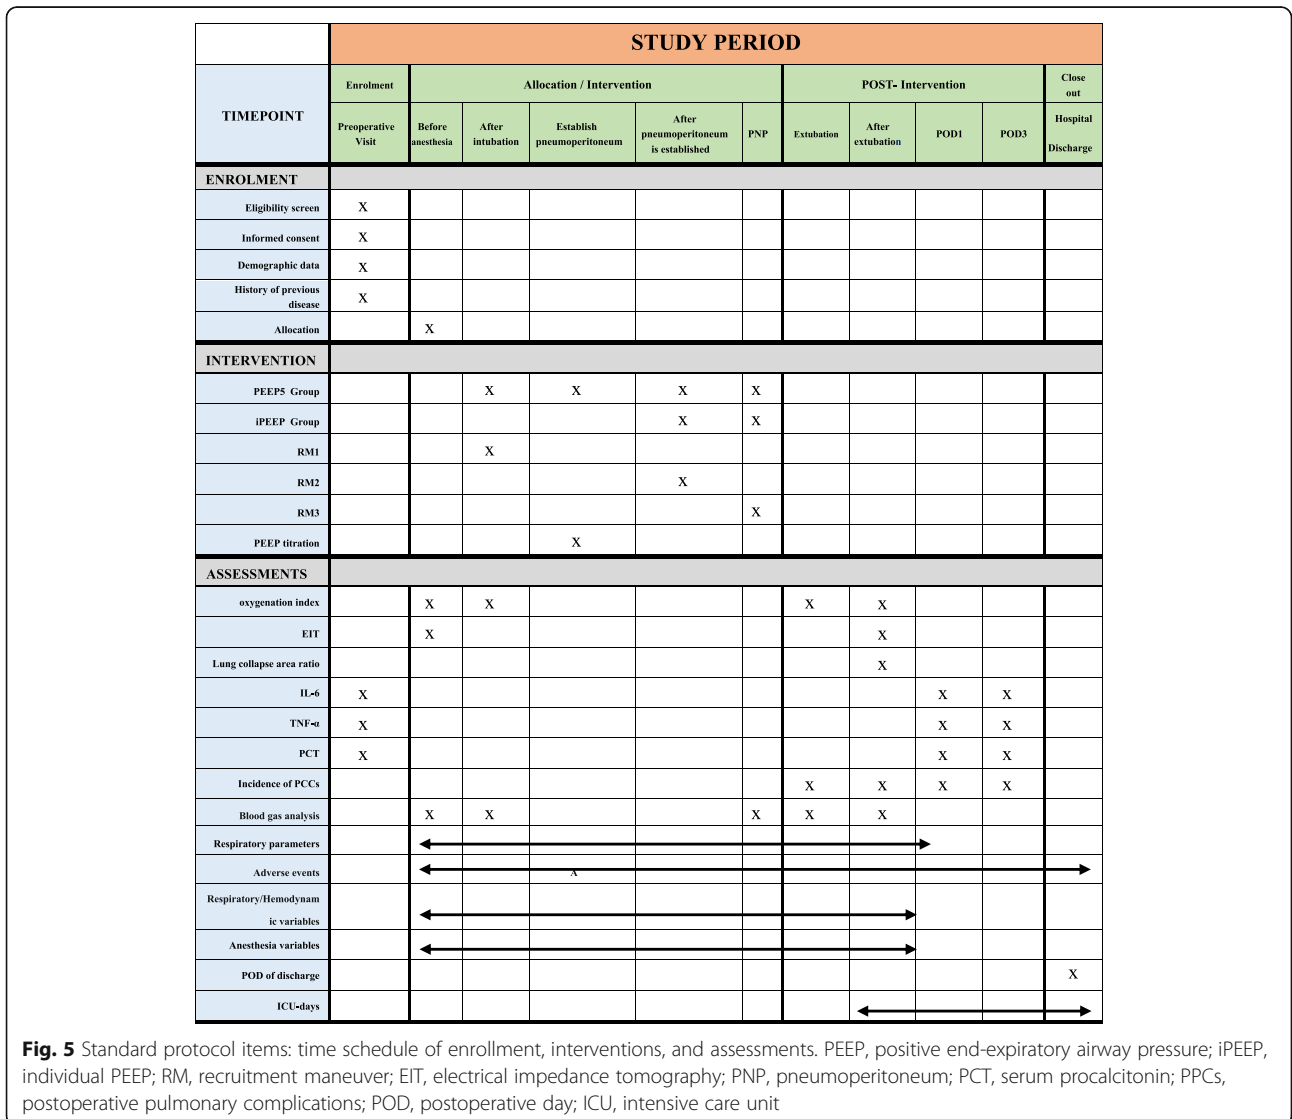 STUDY PERIOD
TIMEPOINT
Enrolment
Allocation / Intervention
POST- Intervention
Close
out
Preoperative
Visit
Before
anesthesia
After
intubation
Establish
pneumoperitoneum
After
pneumoperitoneum
is established
PNP
Extubation
After
extubation
POD1
POD3
Hospital
Discharge
ENROLMENT
Eligibility screen X
Informed consent X
Demographic data X
History of previous
disease X
Allocation X
INTERVENTION
PEEP5 Group X X X X
iPEEP Group X X
RM1 X
RM2 X
RM3 X
PEEP titration X
ASSESSMENTS
oxygenation index X X X X
EIT X X
Lung collapse area ratio X
IL-6 X X X
TNF-α X X X
PCT X X X
Incidence of PCCs X X X X
Blood gas analysis X X X X X
Respiratory parameters
Adverse events
Respiratory/Hemodynam
ic variables
Anesthesia variables
POD of discharge X
ICU-days
Fig. 5 Standard protocol items: time schedule of enrollment, interventions, and assessments. PEEP, positive end-expiratory airway pressure; iPEEP,
individual PEEP; RM, recruitment maneuver; EIT, electrical impedance tomography; PNP, pneumoperitoneum; PCT, serum procalcitonin; PPCs,
postoperative pulmonary complications; POD, postoperative day; ICU, intensive care unit